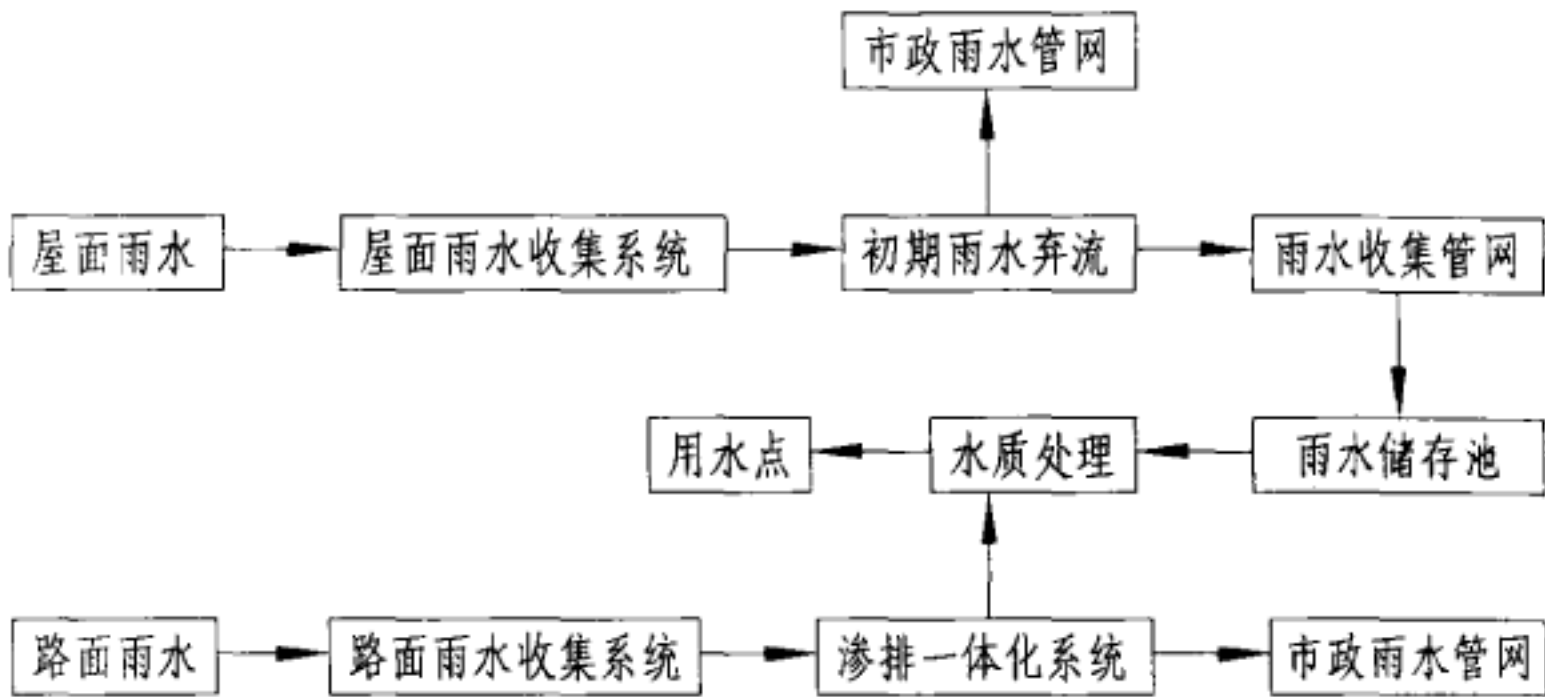 市政雨水管网
屋面雨水
屋面雨水收集系统
初期雨水弃流
雨水收集管网
用水点
水质处理
雨水储存池
路面雨水
路面雨水收集系统
渗排一体化系统
市政雨水管网